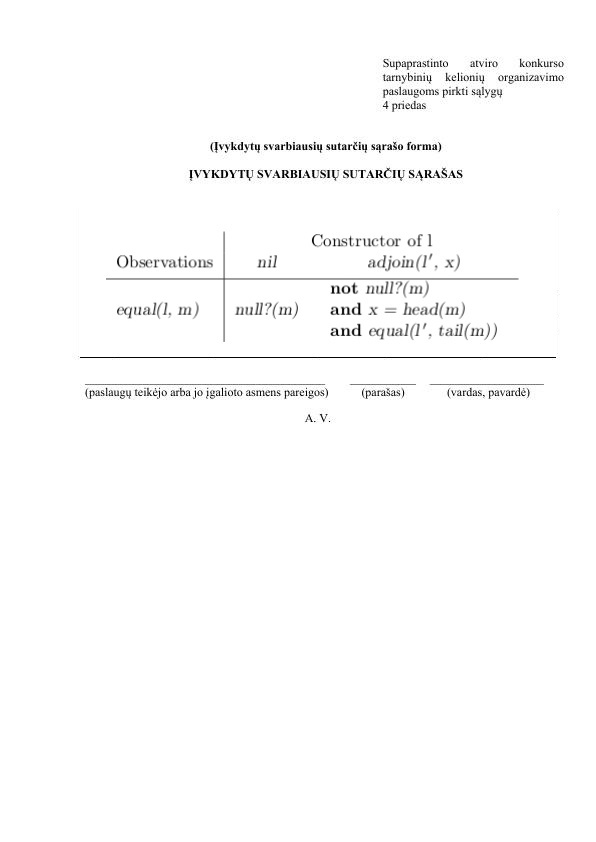 Supaprastinto atviro konkurso
tarnybinių kelionių organizavimo
paslaugoms pirkti sąlygų
4 priedas
(Įvykdytų svarbiausių sutarčių sąrašo forma)
ĮVYKDYTŲ SVARBIAUSIŲ SUTARČIŲ SĄRAŠAS
Constructor of l
Observations nil adjoin(l′, x)
not null?(m)
equal(l, m) null?(m) and x = head(m)
and equal(l′, tail(m))
(paslaugų teikėjo arba jo įgalioto asmens pareigos) (parašas) (vardas, pavardė)
A. V.